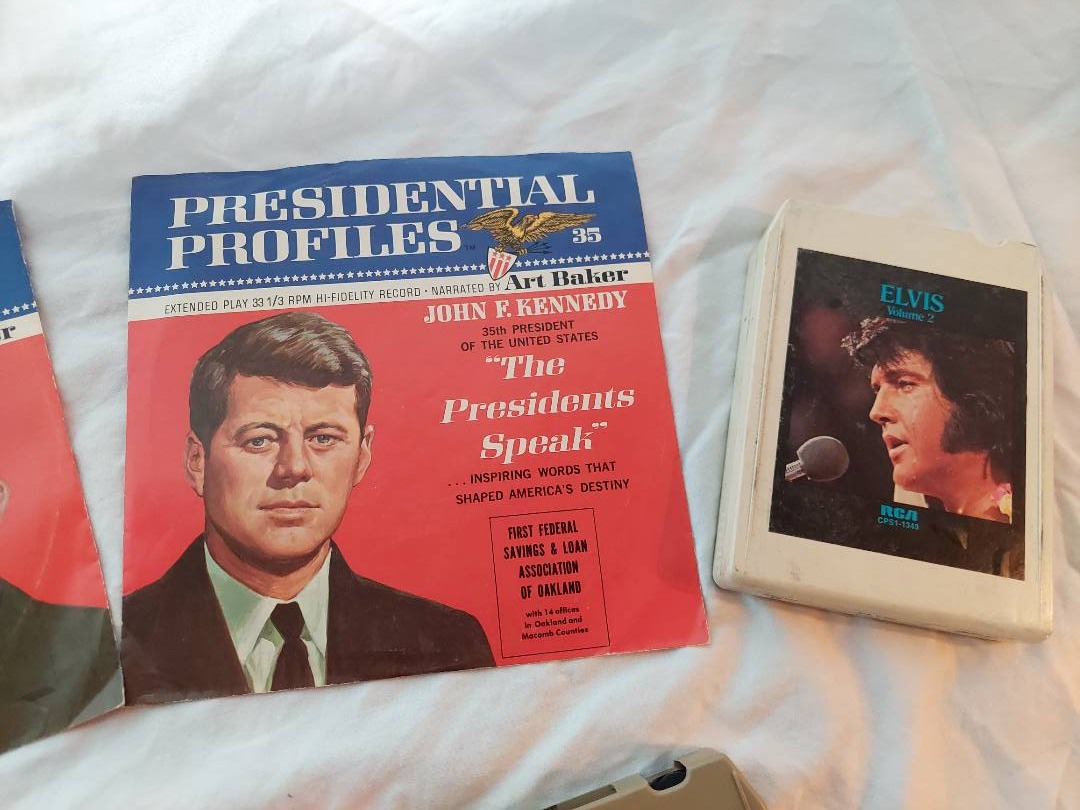 PRESIDENTIAL
PROFILES™
35
EXTENDED PLAY 33 1/3 RPM HI-FIDELITY RECORD • NARRATED BY Art Baker
JOHN F. KENNEDY
35th PRESIDENT
OF THE UNITED STATES
"The
Presidents
Speak"
...INSPIRING WORDS THAT
SHAPED AMERICA'S DESTINY
FIRST FEDERAL
SAVINGS & LOAN
ASSOCIATION
OF OAKLAND
with 14 offices
in Oakland and
Macomb Counties
ELVIS
Volume 2
RCA
CPS1-1349